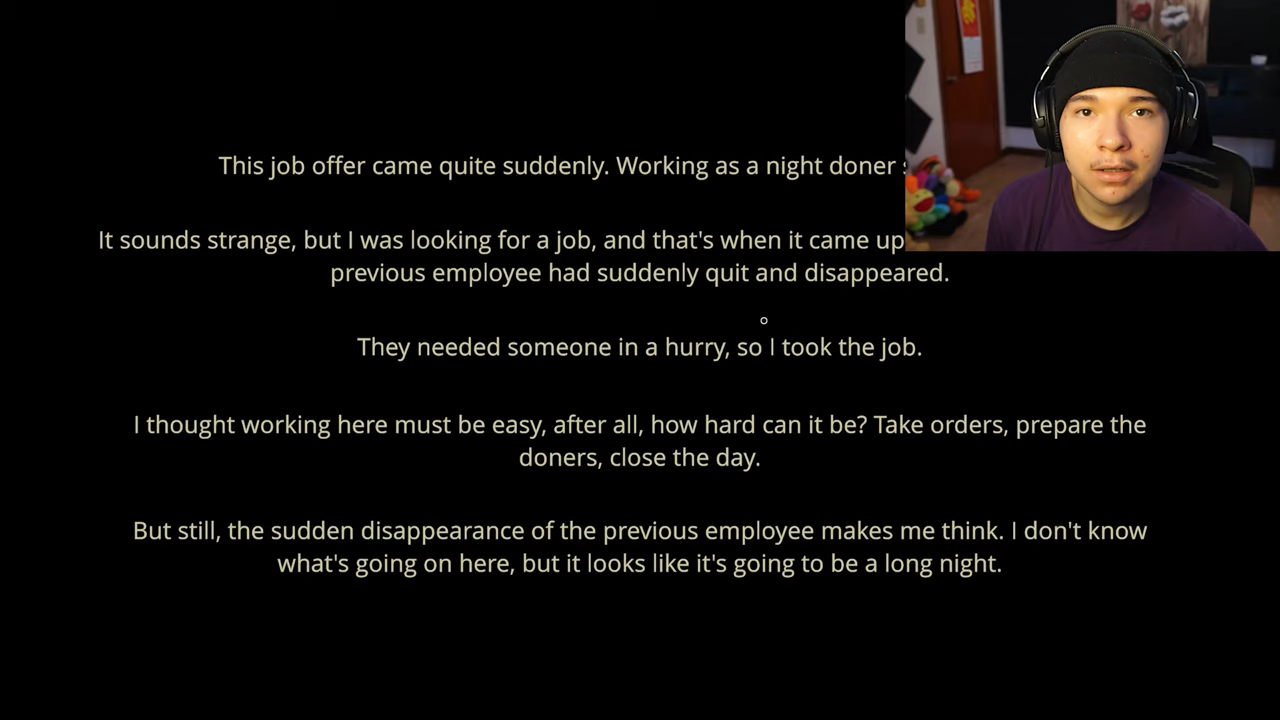 This job offer came quite suddenly. Working as a night doner
It sounds strange, but I was looking for a job, and that's when it came up
previous employee had suddenly quit and disappeared.
They needed someone in a hurry, so I took the job.
I thought working here must be easy, after all, how hard can it be? Take orders, prepare the
doners, close the day.
But still, the sudden disappearance of the previous employee makes me think. I don't know
what's going on here, but it looks like it's going to be a long night.